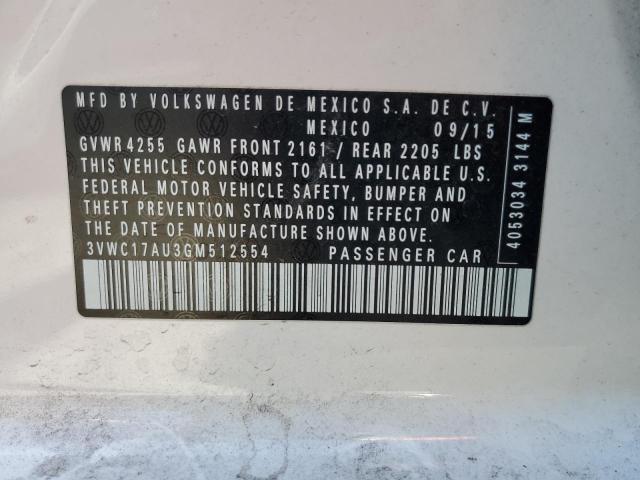 MFD BY VOLKSWAGEN DE MEXICO S.A. DE C.V.
MEXICO 09/15
GVWR 4255 GAWR FRONT 2161 / REAR 2205 LBS
THIS VEHICLE CONFORMS TO ALL APPLICABLE U.S.
FEDERAL MOTOR VEHICLE SAFETY, BUMPER AND
THEFT PREVENTION STANDARDS IN EFFECT ON
THE DATE OF MANUFACTURE SHOWN ABOVE.
3VWC17AU3GM512554 PASSENGER CAR
4053034 3144 M